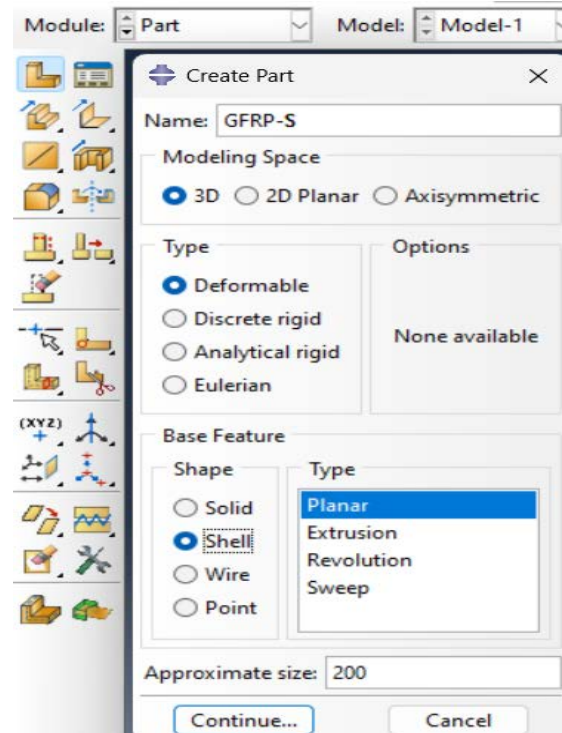 Module: Part Model: Model-1
Create Part
Name: GFRP-S
Modeling Space
3D 2D Planar Axisymmetric
Type
Options
Deformable
Discrete rigid
Analytical rigid
Eulerian
None available
Base Feature
Shape
Type
Solid
Shell
Wire
Point
Planar
Extrusion
Revolution
Sweep
Approximate size: 200
Continue... Cancel
(XYZ)